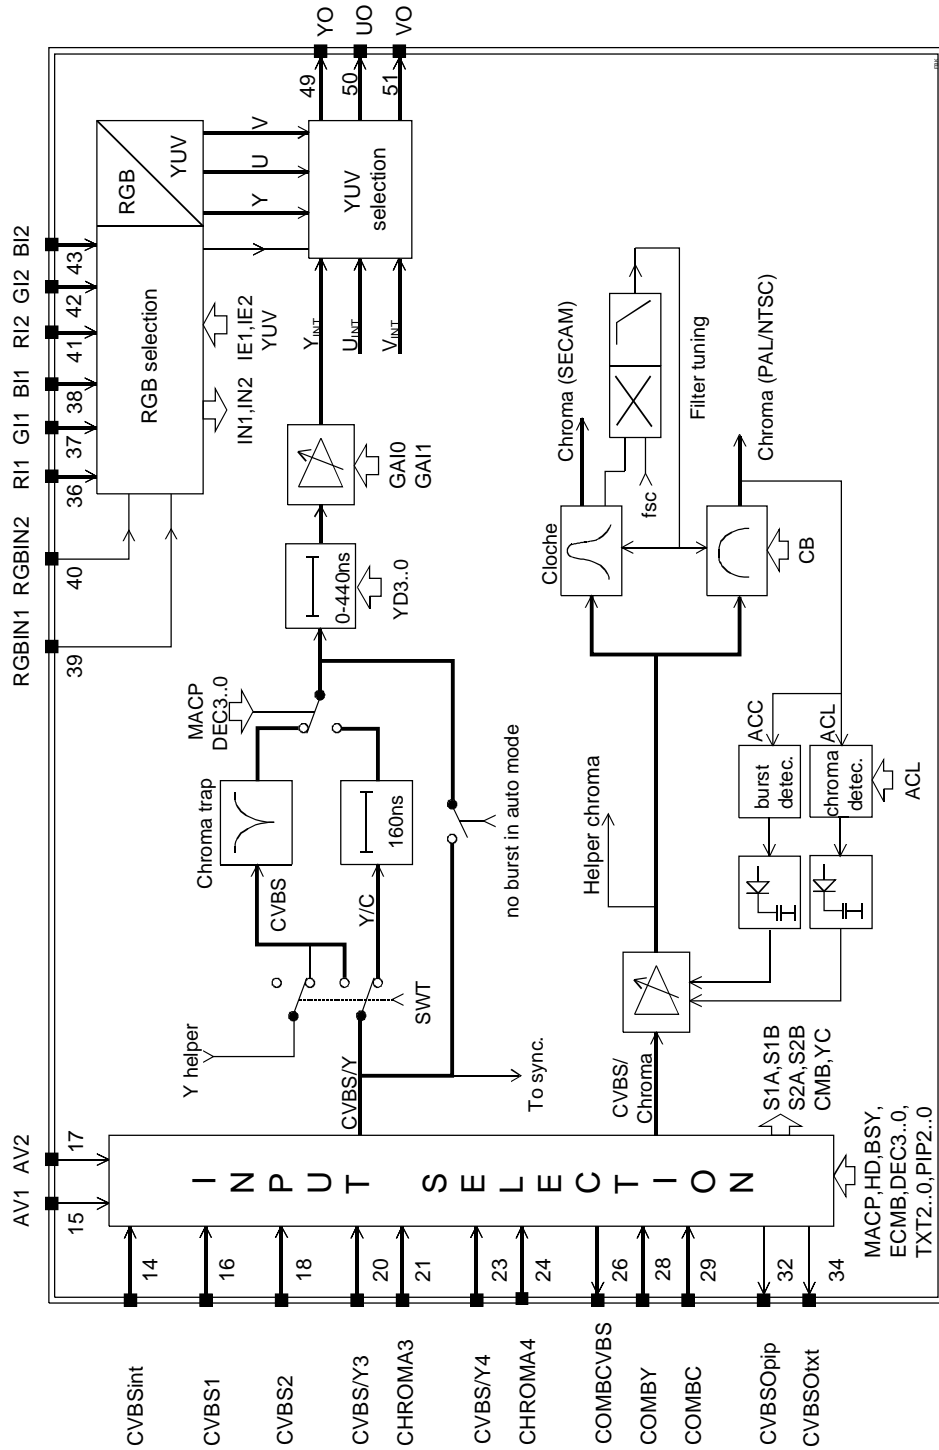 CVBSint
CVBS1
CVBS2
CVBS/Y3
CHROMA3
CVBS/Y4
CHROMA4
COMBCVBS
COMBY
COMBC
CVBSOpip
CVBSOtxt
14
16
18
20
21
23
24
26
28
29
32
34
AV1
AV2
15
17
INPUT SELECTION
MACP,HD,BSY,
ECMB,DEC3..0,
TXT2..0,PIP2..0
S1A,S1B
S2A,S2B
CMB,YC
CVBS/Y
To sync.
Y helper
SWT
CVBS
Y/C
Chroma trap
160ns
no burst in auto mode
MACP
DEC3..0
0-440ns
YD3..0
GAI0
GAI1
YINT
UINT
VINT
YUV
selection
RGBIN1
RGBIN2
RI1
GI1
BI1
RI2
GI2
BI2
39
40
36
37
38
41
42
43
RGB selection
IN1,IN2
IE1,IE2
YUV
RGB
YUV
Y
U
V
49
50
51
YO
UO
VO
CVBS/
Chroma
Helper chroma
burst
detec.
chroma
detec.
ACC
ACL
ACL
Cloche
CB
fsc
Filter tuning
Chroma (SECAM)
Chroma (PAL/NTSC)